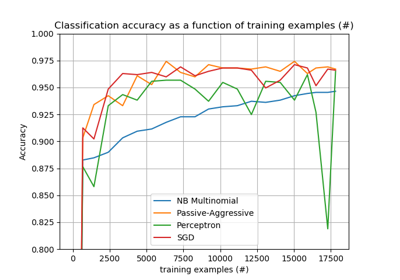 Classification accuracy as a function of training examples (#)
1.000
0.975
0.950
0.925
0.900
0.875
0.850
0.825
0.800
Accuracy
NB Multinomial
Passive-Aggressive
Perceptron
SGD
0 2500 5000 7500 10000 12500 15000 17500
training examples (#)